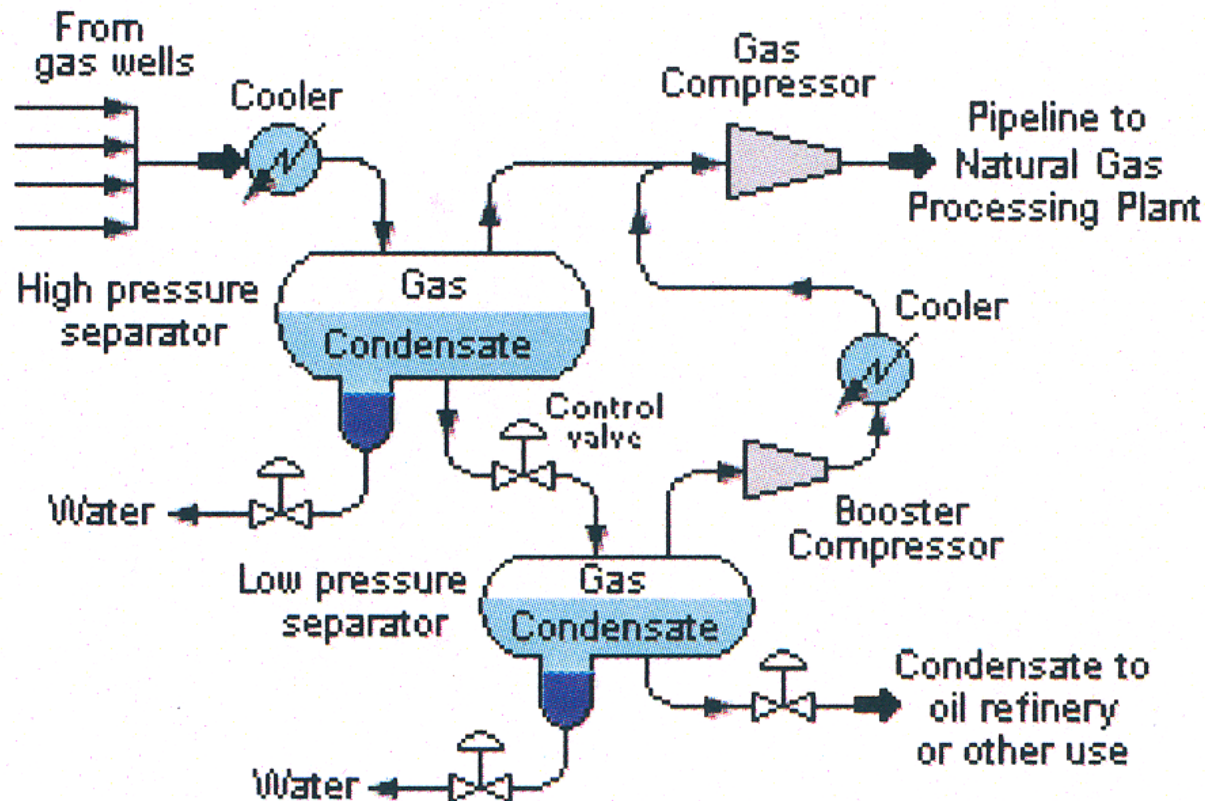 From
gas wells
Cooler
Gas
Compressor
Pipeline to
Natural Gas
Processing Plant
High pressure
separator
Gas
Condensate
Cooler
Control
valve
Water
Booster
Compressor
Low pressure
separator
Gas
Condensate
Condensate to
oil refinery
or other use
Water